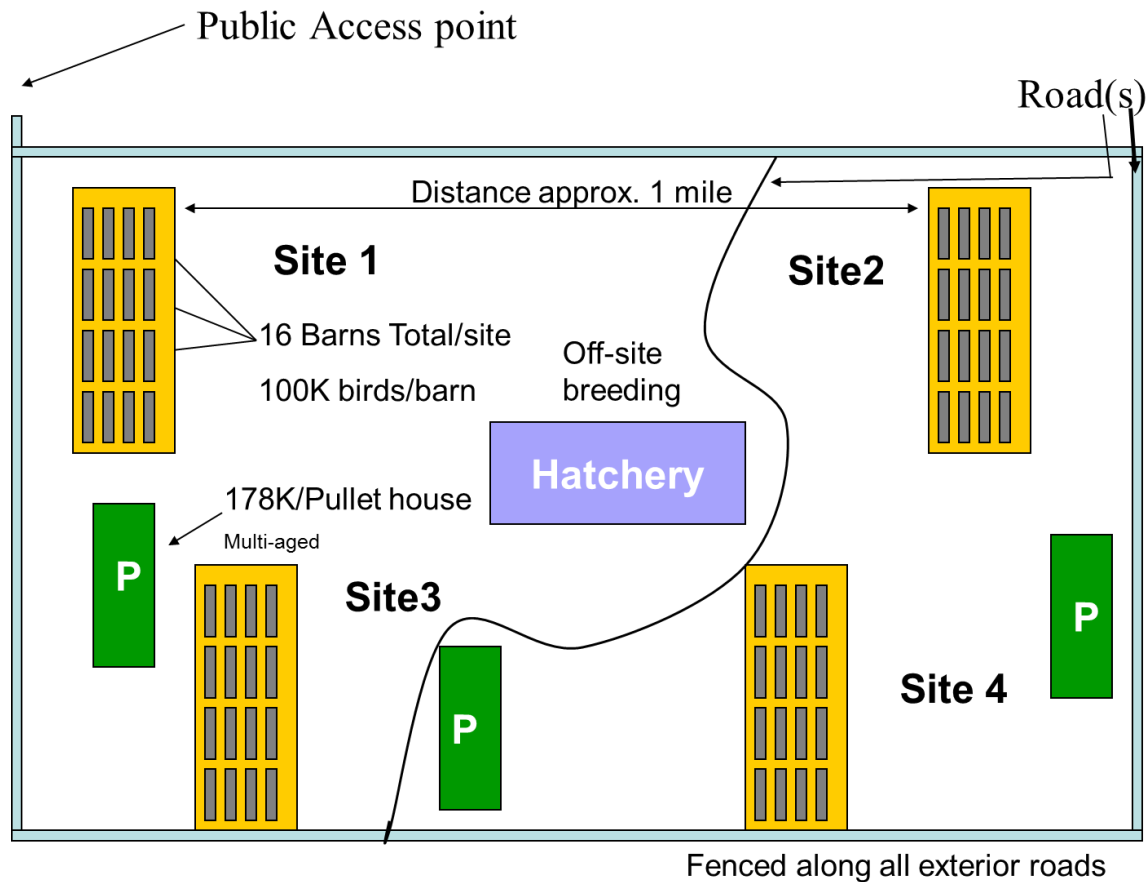 Public Access point
Road(s)
Distance approx. 1 mile
Site 1
Site2
16 Barns Total/site
100K birds/barn
Off-site
breeding
Hatchery
178K/Pullet house
Multi-aged
P
Site3
P
P
Site 4
Fenced along all exterior roads